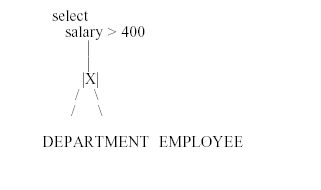 select
salary > 400
|X|
DEPARTMENT EMPLOYEE